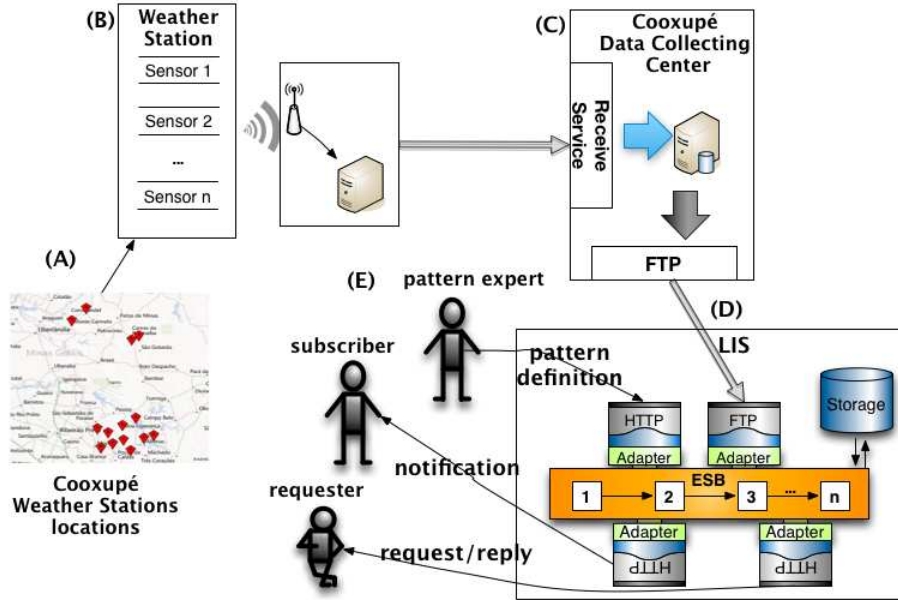 (B)
Weather
Station
Sensor 1
Sensor 2
...
Sensor n
(C)
Cooxupé
Data Collecting
Center
Receive
Service
FTP
(A)
Cooxupé
Weather Stations
locations
(E)
pattern expert
subscriber
requester
pattern
definition
notification
request/reply
(D)
LIS
HTTP
Adapter
FTP
Adapter
Storage
ESB
1
2
3
...
n
Adapter
HTTP
Adapter
HTTP